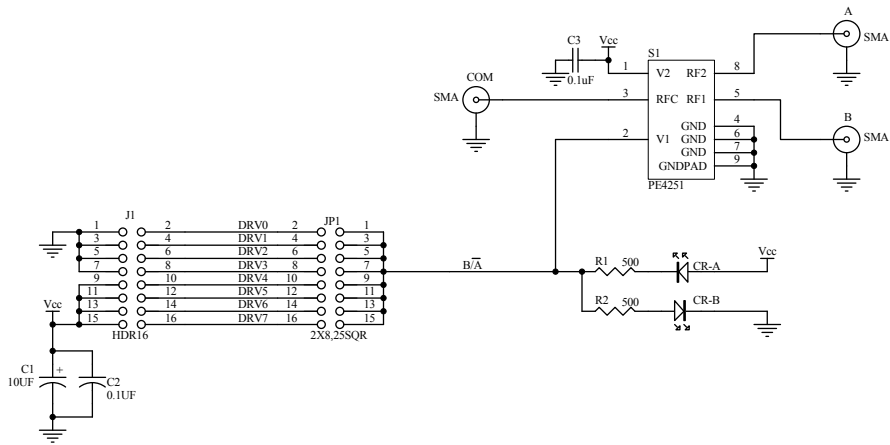 A
SMA
C3
Vcc
0.1uF
S1
1 V2 RF2 8
COM
SMA
3 RFC RF1 5
B
SMA
GND 4
2 V1 GND 6
GND 7
GNDPAD 9
PE4251
J1 JP1
1 2 DRV0 2 1
3 4 DRV1 4 3
5 6 DRV2 6 5
7 8 DRV3 8 7
9 10 DRV4 10 9
11 12 DRV5 12 11
13 14 DRV6 14 13
15 16 DRV7 16 15
HDR16 2X8,25SQR
B/A̅
R1 500 CR-A Vcc
R2 500 CR-B
Vcc
C1
10UF
+
C2
0.1UF